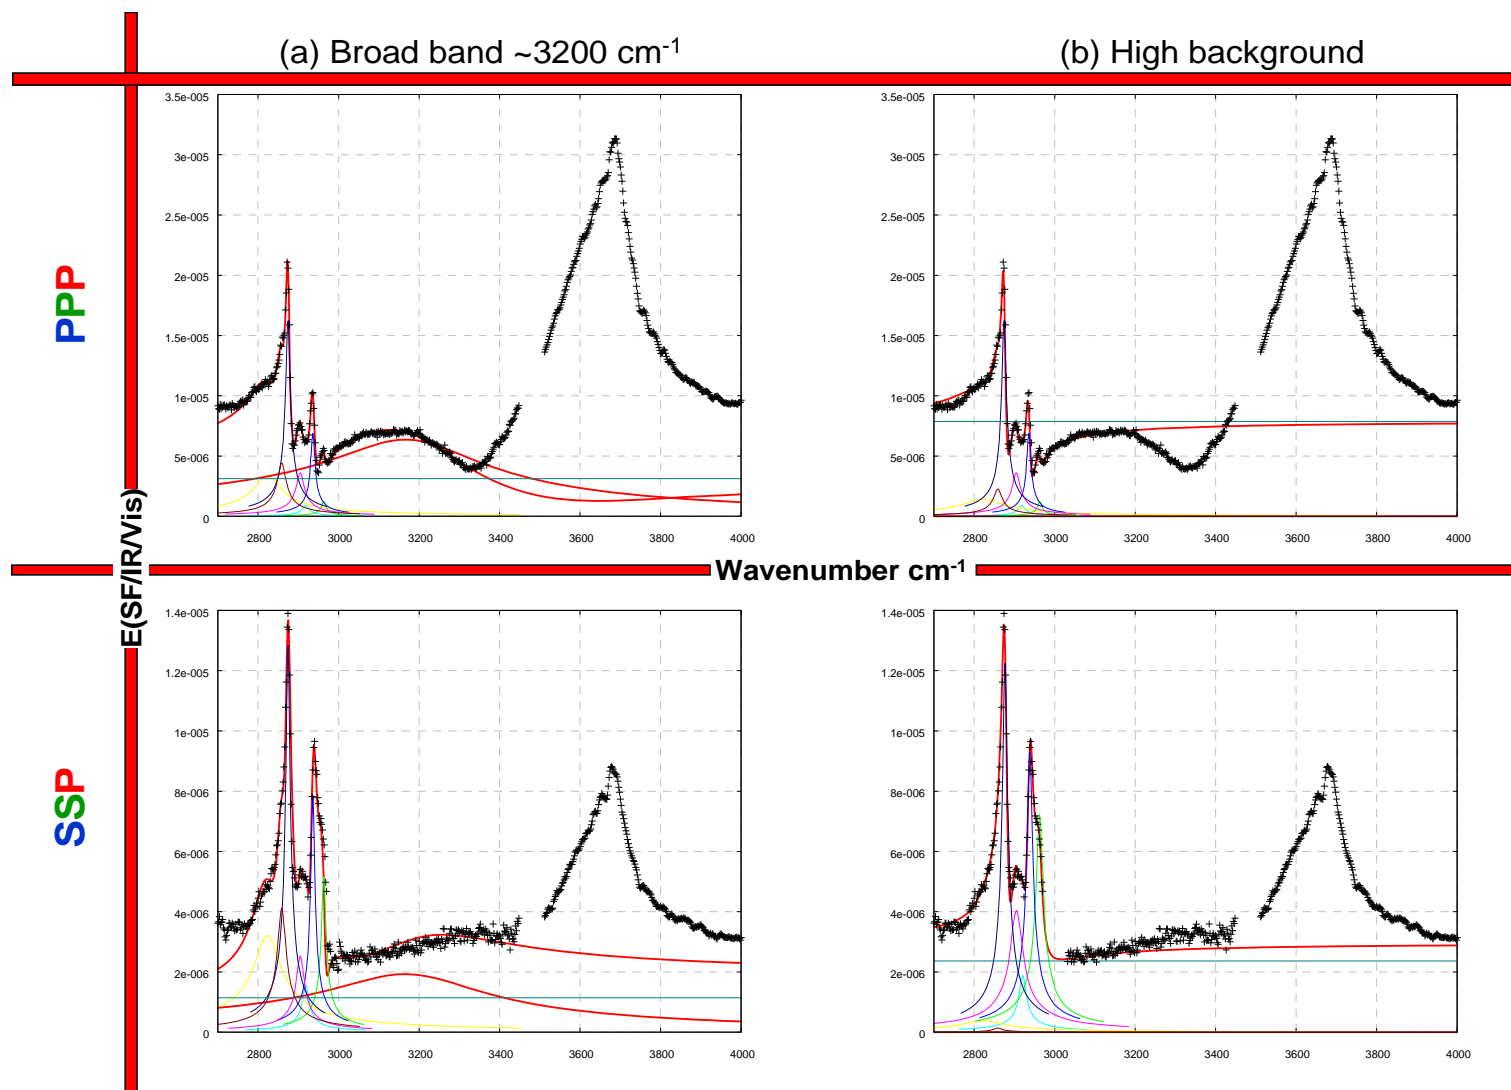 (a) Broad band ~3200 cm-1
(b) High background
PPP
3.5e-005
3e-005
2.5e-005
2e-005
1.5e-005
1e-005
5e-006
0
2800
3000
3200
3400
3600
3800
4000
3.5e-005
3e-005
2.5e-005
2e-005
1.5e-005
1e-005
5e-006
0
2800
3000
3200
3400
3600
3800
4000
E(SF/IR/Vis)
Wavenumber cm-1
SSP
1.4e-005
1.2e-005
1e-005
8e-006
6e-006
4e-006
2e-006
0
2800
3000
3200
3400
3600
3800
4000
1.4e-005
1.2e-005
1e-005
8e-006
6e-006
4e-006
2e-006
0
2800
3000
3200
3400
3600
3800
4000